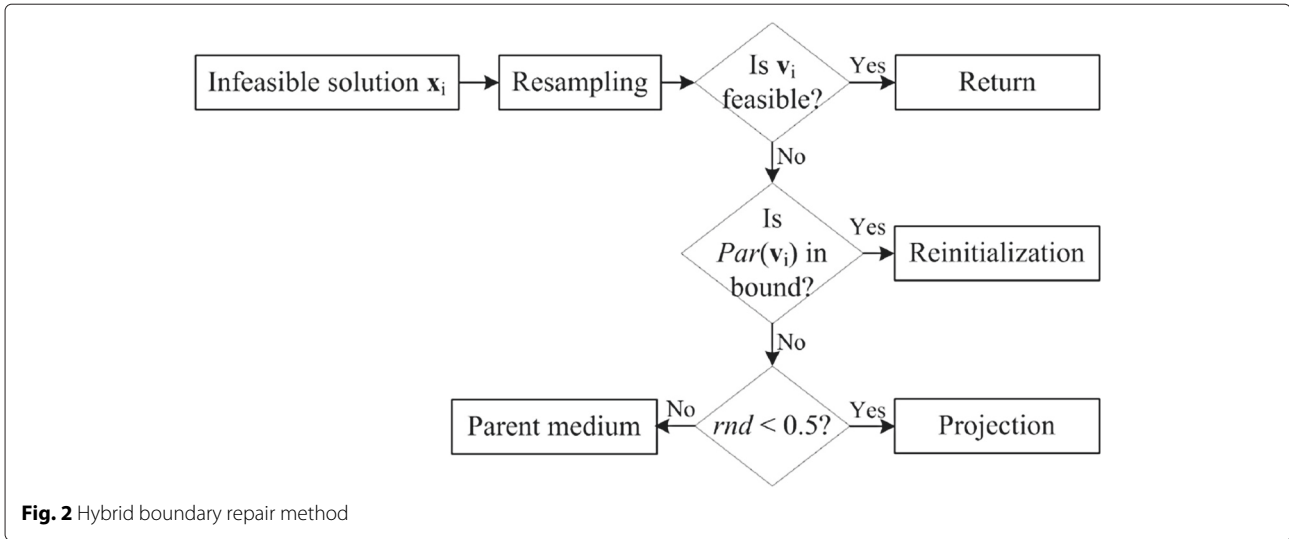 Infeasible solution xᵢ
Resampling
Is vᵢ
feasible?
Yes
Return
No
Is
Par(vᵢ) in
bound?
Yes
Reinitialization
No
Parent medium
No
rnd < 0.5?
Yes
Projection
Fig. 2 Hybrid boundary repair method